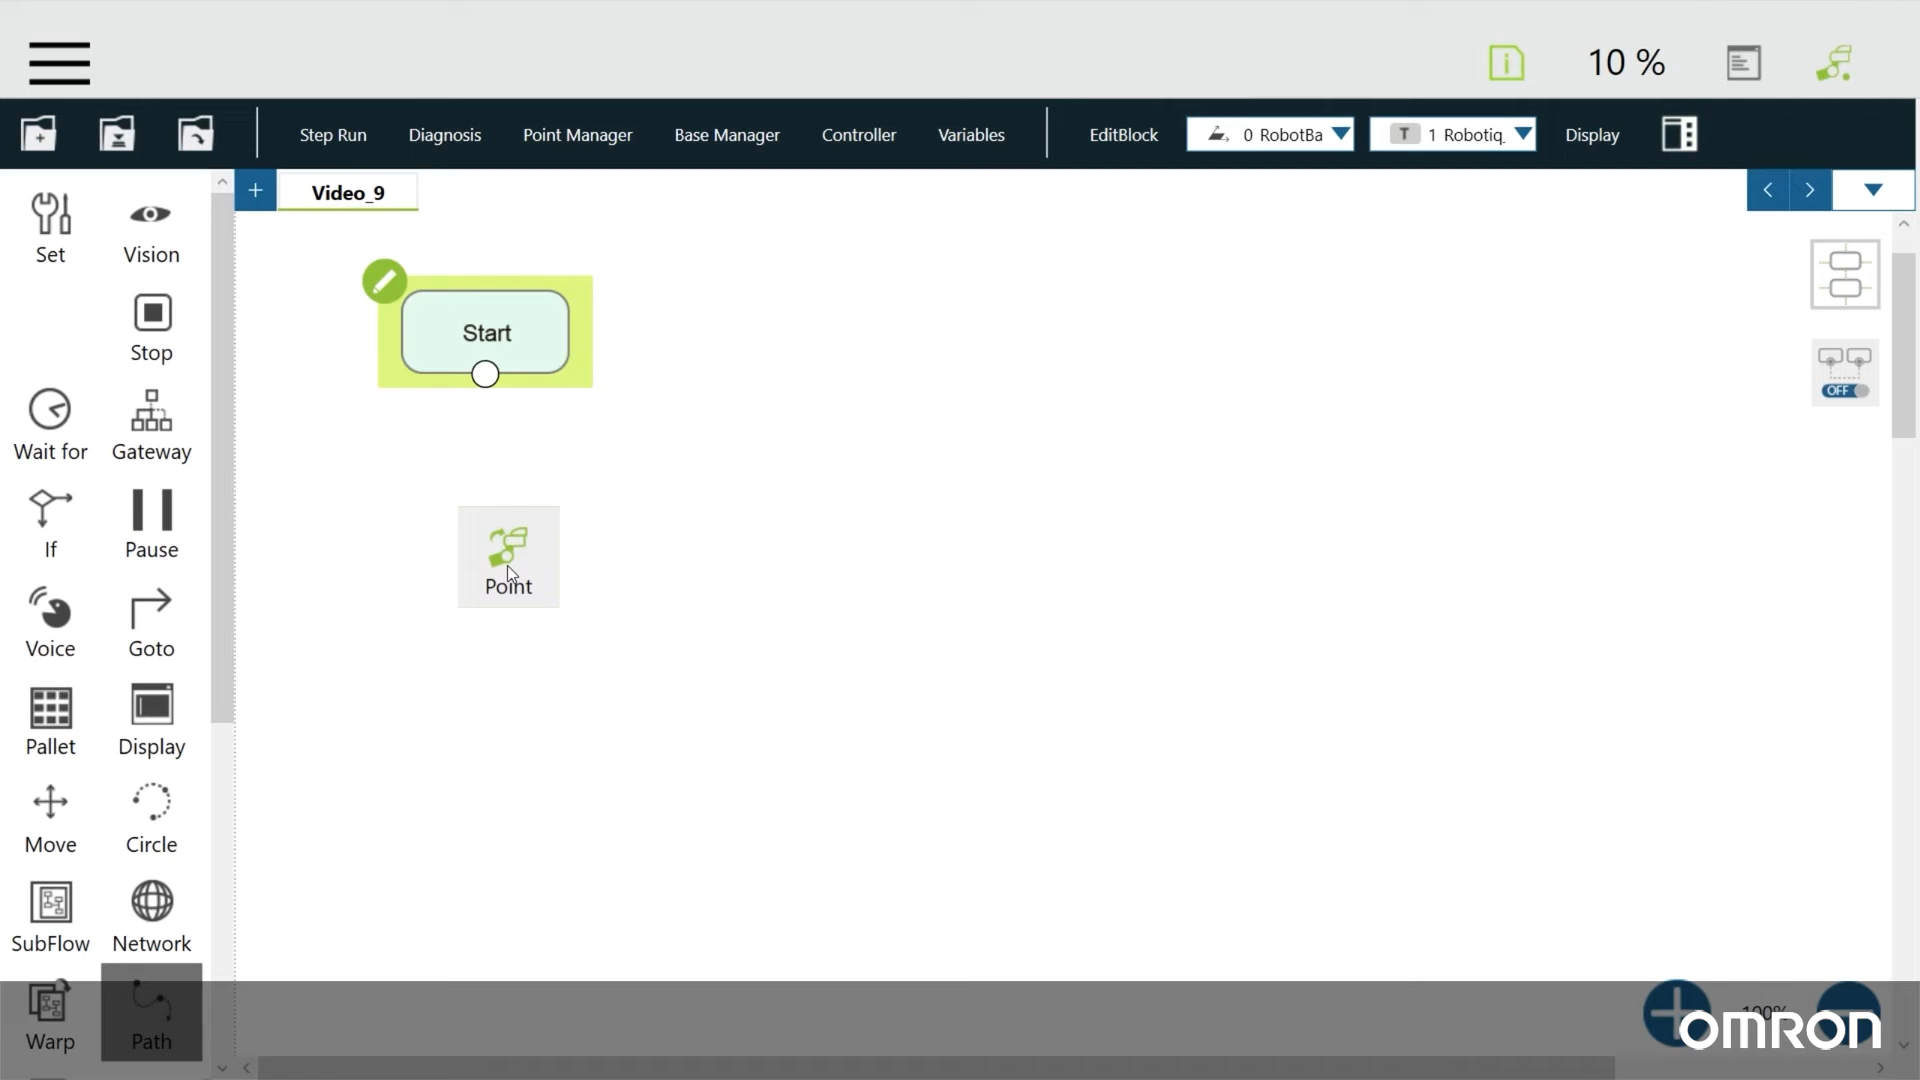 10 %
Step Run Diagnosis Point Manager Base Manager Controller Variables EditBlock 0 RobotBa T 1 Robotiq. Display
Video_9
Set Vision
Stop
Wait for Gateway
If Pause
Voice Goto
Pallet Display
Move Circle
SubFlow Network
Warp Path
Start
Point
OFF
100%
OMRON